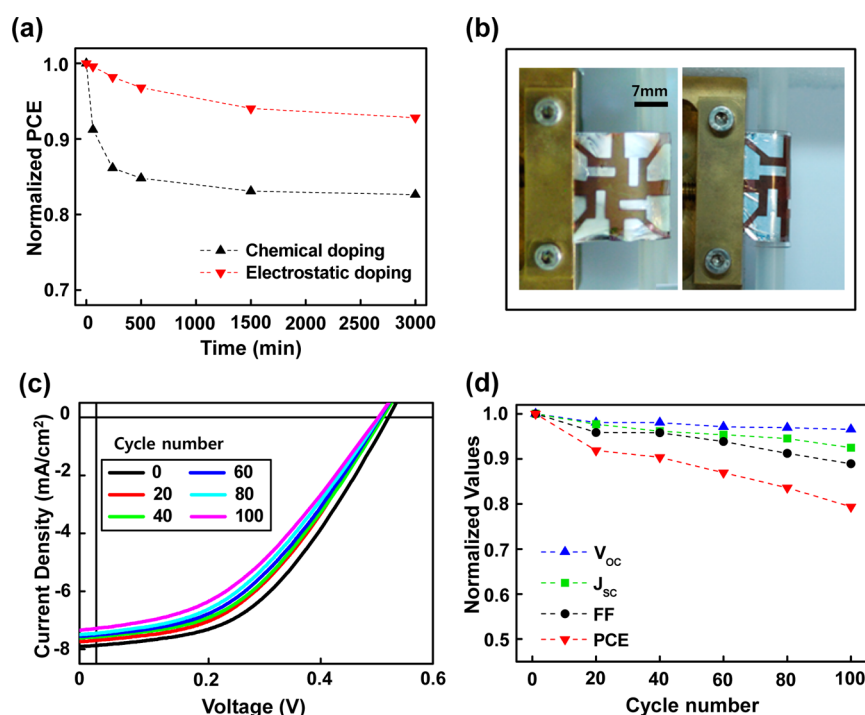 (a)
Normalized PCE
1.0
0.9
0.8
0.7
Chemical doping
Electrostatic doping
0 500 1000 1500 2000 2500 3000
Time (min)
(b)
7mm
(c)
Current Density (mA/cm²)
0
-2
-4
-6
-8
Cycle number
0 60
20 80
40 100
0.0 0.2 0.4 0.6
Voltage (V)
(d)
Normalized Values
1.0
0.9
0.8
0.7
0.6
0.5
V_OC
J_SC
FF
PCE
0 20 40 60 80 100
Cycle number